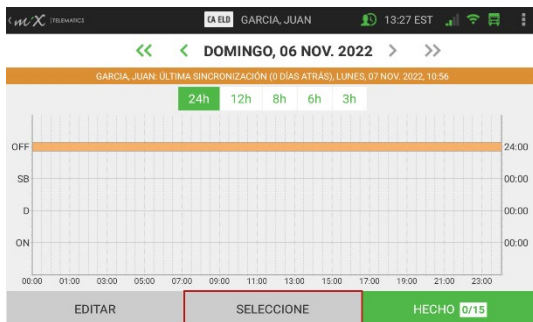 mX TELEMATICS CA ELD GARCIA, JUAN 13:27 EST
<< < DOMINGO, 06 NOV. 2022 > >>
GARCIA, JUAN: ÚLTIMA SINCRONIZACIÓN (0 DÍAS ATRÁS), LUNES, 07 NOV. 2022, 10:56
24h 12h 8h 6h 3h
OFF 24:00
SB 00:00
D 00:00
ON 00:00
00:00 01:00 03:00 05:00 07:00 09:00 11:00 13:00 15:00 17:00 19:00 21:00 23:00
EDITAR SELECCIONE HECHO 0/15